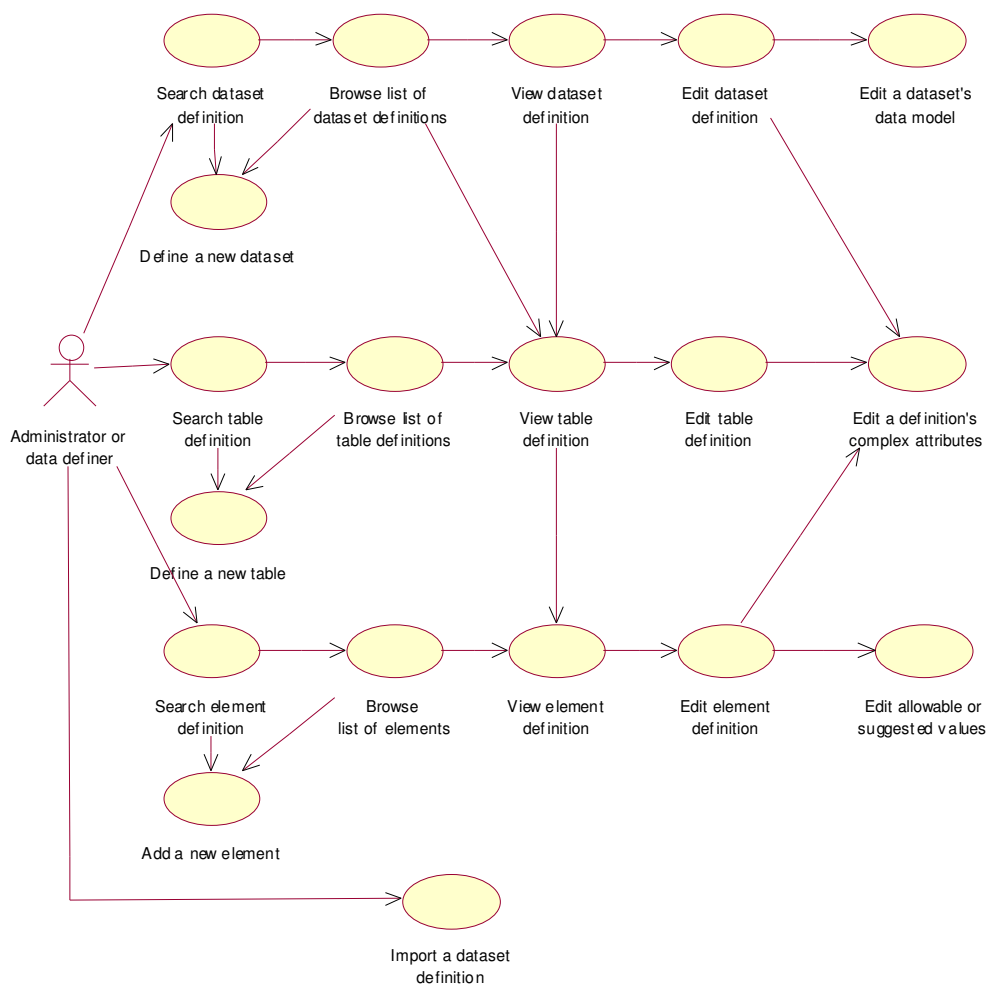 Search dataset
definition
Browse list of
dataset definitions
View dataset
definition
Edit dataset
definition
Edit a dataset's
data model
Define a new dataset
Administrator or
data definer
Search table
definition
Browse list of
table definitions
View table
definition
Edit table
definition
Edit a definition's
complex attributes
Define a new table
Search element
definition
Browse
list of elements
View element
definition
Edit element
definition
Edit allowable or
suggested values
Add a new element
Import a dataset
definition